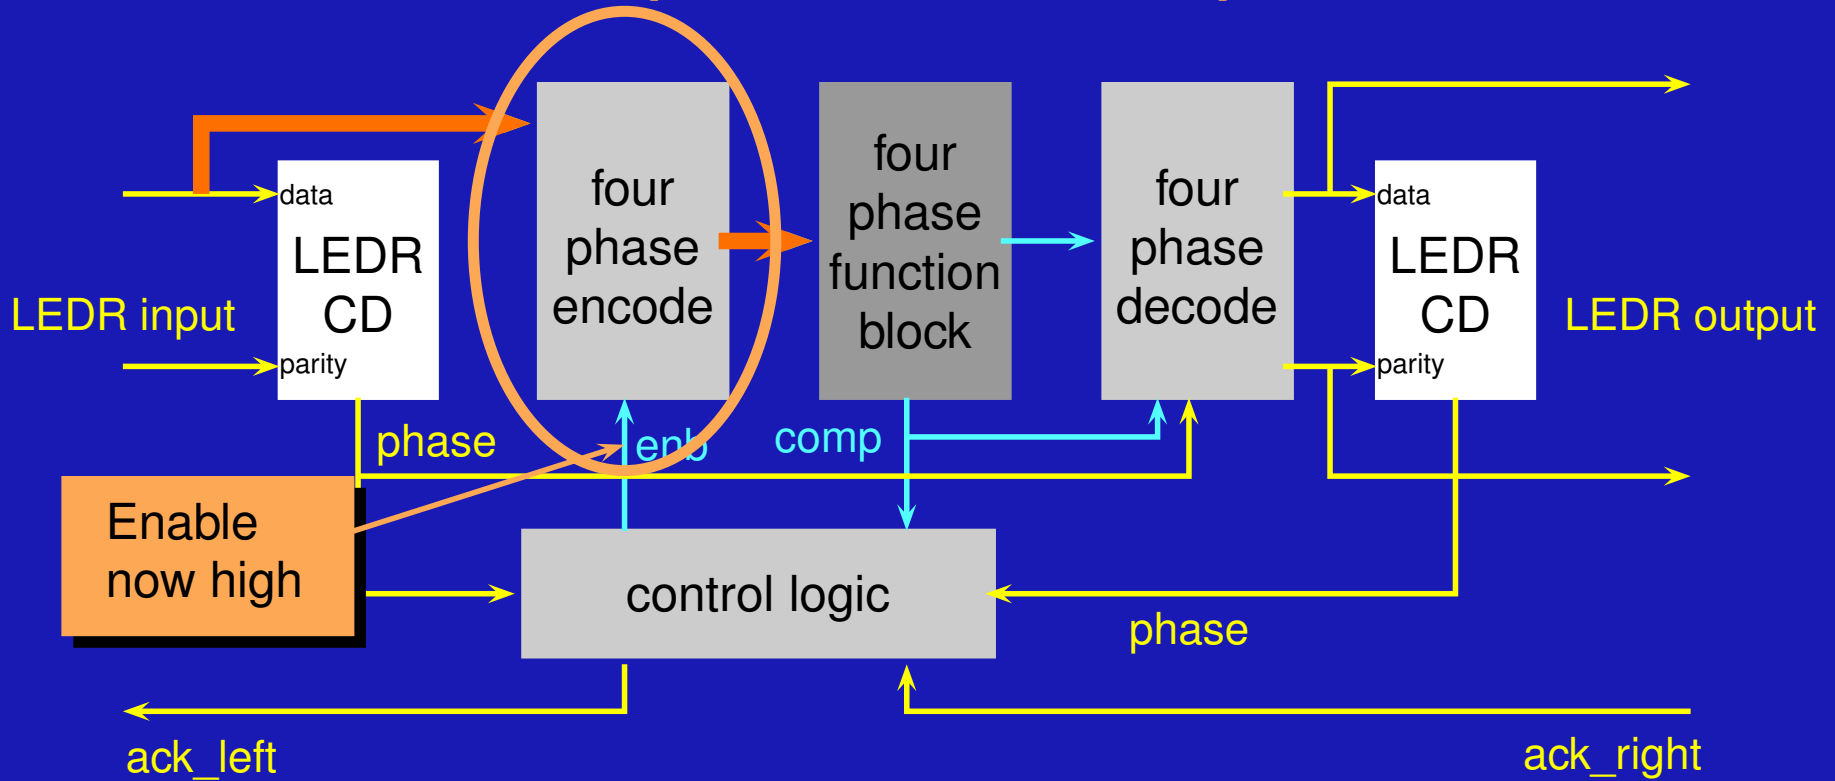 data
LEDR
CD
parity
LEDR input
four
phase
encode
four
phase
function
block
four
phase
decode
data
LEDR
CD
parity
LEDR output
phase
enb
comp
Enable
now high
control logic
phase
ack_left
ack_right